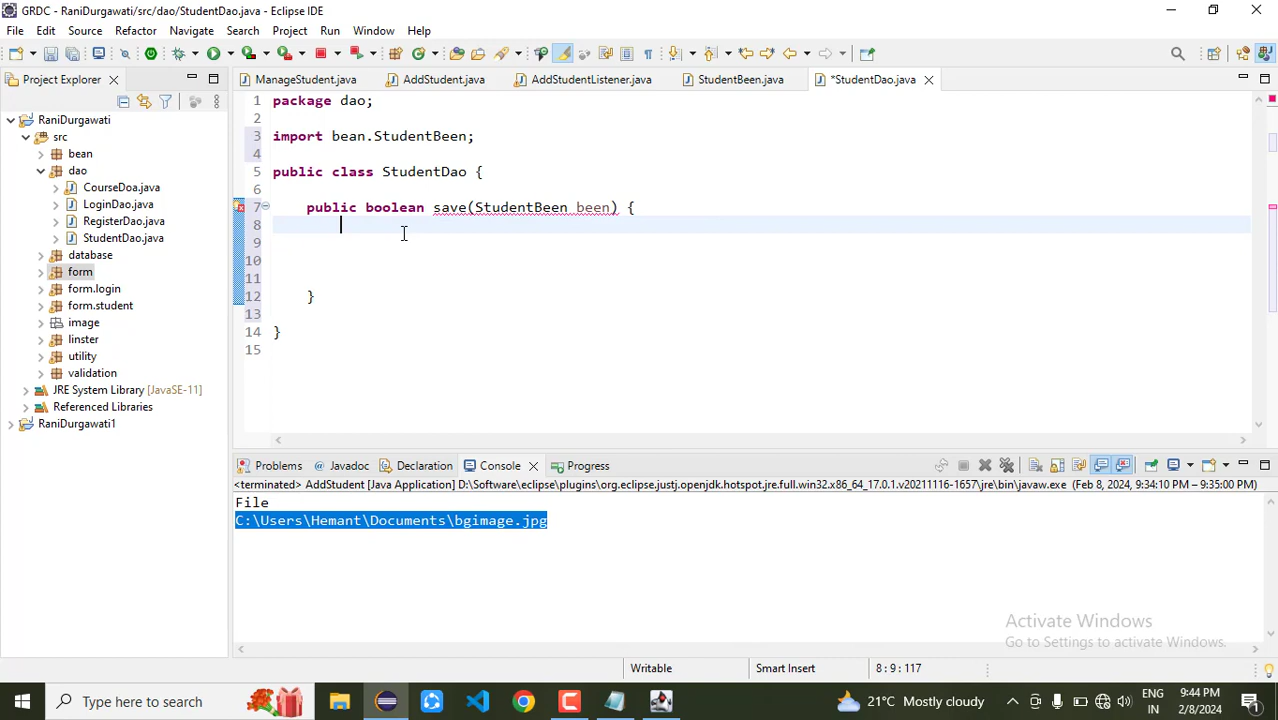 GRDC - RaniDurgawati/src/dao/StudentDao.java - Eclipse IDE
File Edit Source Refactor Navigate Search Project Run Window Help
Project Explorer
ManageStudent.java
AddStudent.java
AddStudentListener.java
StudentBeen.java
*StudentDao.java
RaniDurgawati
src
bean
dao
CourseDoa.java
LoginDao.java
RegisterDao.java
StudentDao.java
database
form
form.login
form.student
image
linster
utility
validation
JRE System Library [JavaSE-11]
Referenced Libraries
RaniDurgawati1
1 package dao;
2
3 import bean.StudentBeen;
4
5 public class StudentDao {
6
7 public boolean save(StudentBeen been) {
8
9
10
11
12 }
13
14 }
15
Problems Javadoc Declaration Console Progress
<terminated> AddStudent [Java Application] D:\Software\eclipse\plugins\org.eclipse.justj.openjdk.hotspot.jre.full.win32.x86_64_17.0.1.v20211116-1657\jre\bin\javaw.exe (Feb 8, 2024, 9:34:10 PM – 9:35:00 PM)
File
C:\Users\Hemant\Documents\bgimage.jpg
Activate Windows
Go to Settings to activate Windows.
Writable Smart Insert 8 : 9 : 117
Type here to search
21°C Mostly cloudy
ENG
IN
9:44 PM
2/8/2024
1